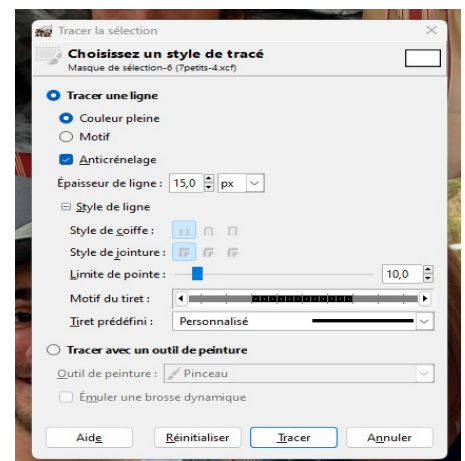 Tracer la sélection
Choisissez un style de tracé
Masque de sélection-6 (7petits-4.xcf)
Tracer une ligne
Couleur pleine
Motif
Anticrénelage
Épaisseur de ligne : 15,0 px
Style de ligne
Style de coiffe :
Style de jointure :
Limite de pointe : 10,0
Motif du tiret :
Tiret prédéfini : Personnalisé
Tracer avec un outil de peinture
Outil de peinture : Pinceau
Émuler une brosse dynamique
Aide Réinitialiser Tracer Annuler